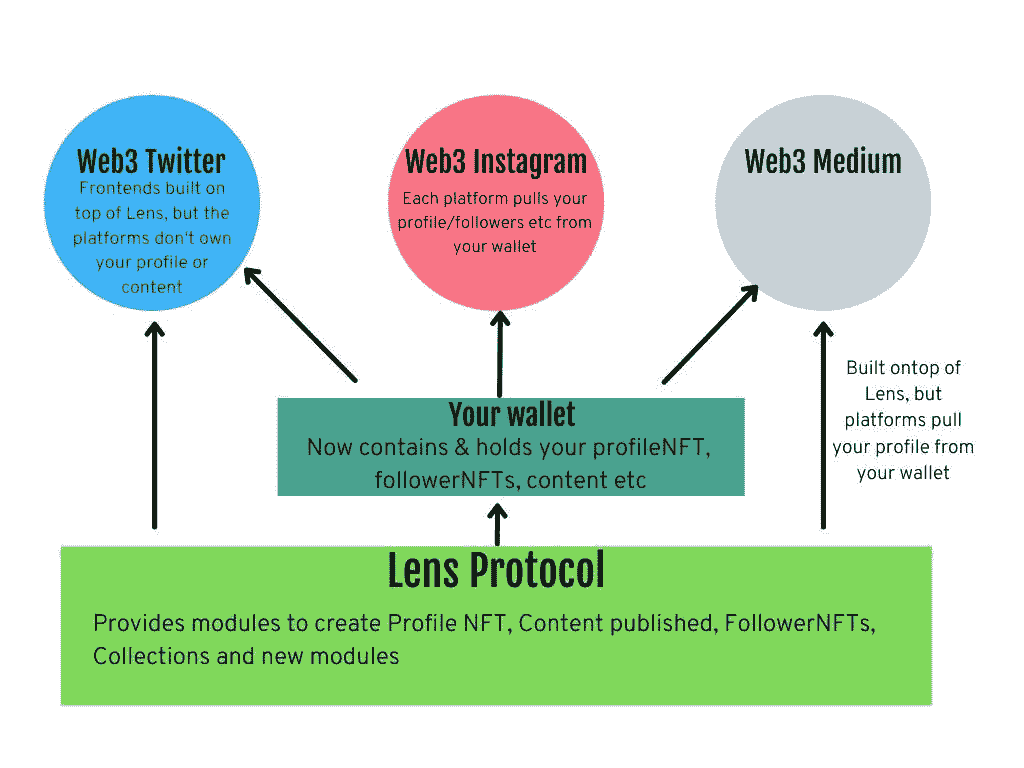 Web3 Twitter
Frontends built on
top of Lens, but the
platforms don't own
your profile or
content
Web3 Instagram
Each platform pulls your
profile/followers etc from
your wallet
Web3 Medium
Built ontop of
Lens, but
platforms pull
your profile from
your wallet
Your wallet
Now contains & holds your profileNFT,
followerNFTs, content etc
Lens Protocol
Provides modules to create Profile NFT, Content published, FollowerNFTs,
Collections and new modules